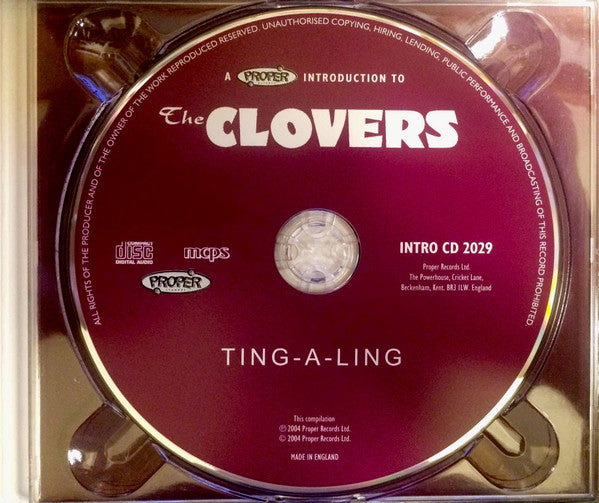 ALL RIGHTS OF THE PRODUCER AND OF THE OWNER OF THE WORK REPRODUCED RESERVED. UNAUTHORISED COPYING, HIRING, LENDING, PUBLIC PERFORMANCE AND BROADCASTING OF THIS RECORD PROHIBITED
A PROPER INTRODUCTION TO
The CLOVERS
COMPACT
disc
DIGITAL AUDIO
mcps
PROPER
INTRO CD 2029
Proper Records Ltd.
The Powerhouse, Cricket Lane,
Beckenham, Kent. BR3 1LW. England
TING-A-LING
This compilation
℗ 2004 Proper Records Ltd.
© 2004 Proper Records Ltd.
MADE IN ENGLAND